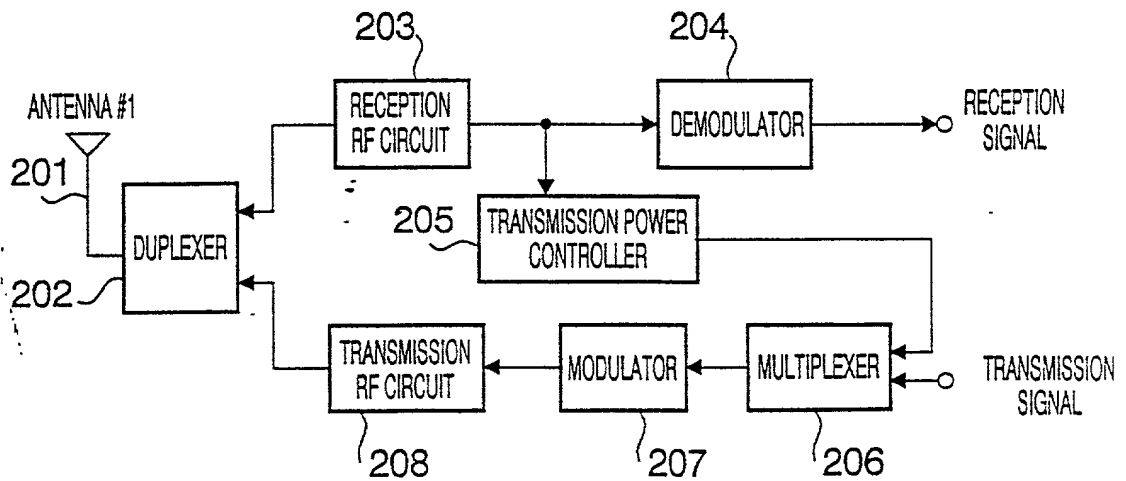 203
204
ANTENNA #1
RECEPTION
RF CIRCUIT
DEMODULATOR
RECEPTION
SIGNAL
201
DUPLEXER
205
TRANSMISSION POWER
CONTROLLER
202
TRANSMISSION
RF CIRCUIT
MODULATOR
MULTIPLEXER
TRANSMISSION
SIGNAL
208
207
206